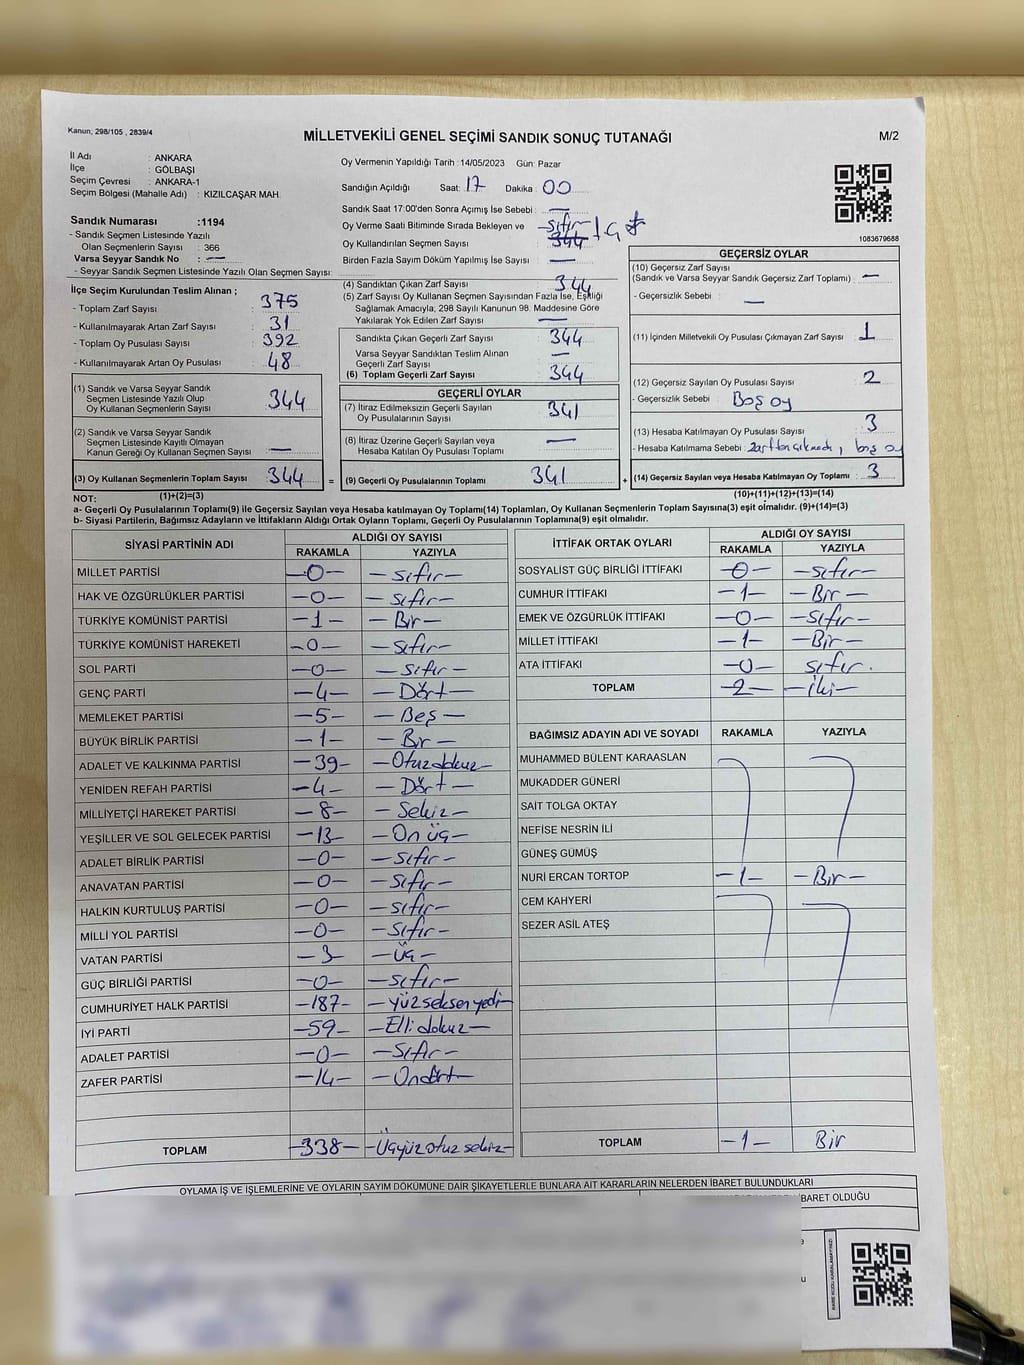 Kanun, 298/105 , 2839/4
MİLLETVEKİLİ GENEL SEÇİMİ SANDIK SONUÇ TUTANAĞI
M/2
İl Adı : ANKARA
İlçe : GÖLBAŞI
Seçim Çevresi : ANKARA-1
Seçim Bölgesi (Mahalle Adı) : KIZILCAŞAR MAH.
Sandık Numarası :1194
- Sandık Seçmen Listesinde Yazılı
Olan Seçmenlerin Sayısı : 366
Varsa Seyyar Sandık No : —
- Seyyar Sandık Seçmen Listesinde Yazılı Olan Seçmen Sayısı:
Oy Vermenin Yapıldığı Tarih :14/05/2023 Gün: Pazar
Sandığın Açıldığı Saat: 17 Dakika : 00
Sandık Saat 17:00'den Sonra Açımış İse Sebebi : —
Oy Verme Saati Bitiminde Sırada Bekleyen ve —sıfır—
Oy Kullandırılan Seçmen Sayısı : 344
Birden Fazla Sayım Döküm Yapılmış İse Sayısı : —
1083679688
İlçe Seçim Kurulundan Teslim Alınan ;
- Toplam Zarf Sayısı : 375
- Kullanılmayarak Artan Zarf Sayısı : 31
- Toplam Oy Pusulası Sayısı : 392
- Kullanılmayarak Artan Oy Pusulası : 48
(1) Sandık ve Varsa Seyyar Sandık
Seçmen Listesinde Yazılı Olup
Oy Kullanan Seçmenlerin Sayısı : 344
(2) Sandık ve Varsa Seyyar Sandık
Seçmen Listesinde Kayıtlı Olmayan
Kanun Gereği Oy Kullanan Seçmen Sayısı : —
(3) Oy Kullanan Seçmenlerin Toplam Sayısı : 344 =
(4) Sandıktan Çıkan Zarf Sayısı : 344
(5) Zarf Sayısı Oy Kullanan Seçmen Sayısından Fazla İse, Eşitliği
Sağlamak Amacıyla, 298 Sayılı Kanunun 98. Maddesine Göre
Yakılarak Yok Edilen Zarf Sayısı : —
Sandıkta Çıkan Geçerli Zarf Sayısı : 344
Varsa Seyyar Sandıktan Teslim Alınan
Geçerli Zarf Sayısı : —
(6) Toplam Geçerli Zarf Sayısı : 344
GEÇERLİ OYLAR
(7) İtiraz Edilmeksizin Geçerli Sayılan
Oy Pusulalarının Sayısı : 341
(8) İtiraz Üzerine Geçerli Sayılan veya
Hesaba Katılan Oy Pusulası Toplamı : —
(9) Geçerli Oy Pusulalarının Toplamı : 341 +
GEÇERSİZ OYLAR
(10) Geçersiz Zarf Sayısı
(Sandık ve Varsa Seyyar Sandık Geçersiz Zarf Toplamı) : —
- Geçersizlik Sebebi : —
(11) İçinden Milletvekili Oy Pusulası Çıkmayan Zarf Sayısı : 1
(12) Geçersiz Sayılan Oy Pusulası Sayısı : 2
- Geçersizlik Sebebi : Boş oy
(13) Hesaba Katılmayan Oy Pusulası Sayısı : 3
- Hesaba Katılmama Sebebi : zarftan çıkmadı, boş oy
(14) Geçersiz Sayılan veya Hesaba Katılmayan Oy Toplamı : 3
NOT: (1)+(2)=(3) (10)+(11)+(12)+(13)=(14)
a- Geçerli Oy Pusulalarının Toplamı(9) ile Geçersiz Sayılan veya Hesaba katılmayan Oy Toplamı(14) Toplamları, Oy Kullanan Seçmenlerin Toplam Sayısına(3) eşit olmalıdır. (9)+(14)=(3)
b- Siyasi Partilerin, Bağımsız Adayların ve İttifakların Aldığı Ortak Oyların Toplamı, Geçerli Oy Pusulalarının Toplamına(9) eşit olmalıdır.
SİYASİ PARTİNİN ADI ALDIĞI OY SAYISI
RAKAMLA YAZIYLA
MİLLET PARTİSİ —0— —sıfır—
HAK VE ÖZGÜRLÜKLER PARTİSİ —0— —sıfır—
TÜRKİYE KOMÜNİST PARTİSİ —1— —Bir—
TÜRKİYE KOMÜNİST HAREKETİ —0— —sıfır—
SOL PARTİ —0— —sıfır—
GENÇ PARTİ —4— —Dört—
MEMLEKET PARTİSİ —5— —Beş—
BÜYÜK BİRLİK PARTİSİ —1— —Bir—
ADALET VE KALKINMA PARTİSİ —39— —Otuzdokuz—
YENİDEN REFAH PARTİSİ —4— —Dört—
MİLLİYETÇİ HAREKET PARTİSİ —8— —Sekiz—
YEŞİLLER VE SOL GELECEK PARTİSİ —13— —Onüç—
ADALET BİRLİK PARTİSİ —0— —sıfır—
ANAVATAN PARTİSİ —0— —sıfır—
HALKIN KURTULUŞ PARTİSİ —0— —sıfır—
MİLLİ YOL PARTİSİ —0— —sıfır—
VATAN PARTİSİ —3— —Üç—
GÜÇ BİRLİĞİ PARTİSİ —0— —sıfır—
CUMHURİYET HALK PARTİSİ —187— —Yüzseksenyedi—
İYİ PARTİ —59— —Ellidokuz—
ADALET PARTİSİ —0— —Sıfır—
ZAFER PARTİSİ —14— —Ondört—
TOPLAM —338— —Üçyüzotuzsekiz—
İTTİFAK ORTAK OYLARI ALDIĞI OY SAYISI
RAKAMLA YAZIYLA
SOSYALİST GÜÇ BİRLİĞİ İTTİFAKI —0— —sıfır—
CUMHUR İTTİFAKI —1— —Bir—
EMEK VE ÖZGÜRLÜK İTTİFAKI —0— —sıfır—
MİLLET İTTİFAKI —1— —Bir—
ATA İTTİFAKI —0— sıfır.
TOPLAM —2— —İki—
BAĞIMSIZ ADAYIN ADI VE SOYADI RAKAMLA YAZIYLA
MUHAMMED BÜLENT KARAASLAN
MUKADDER GÜNERİ
SAİT TOLGA OKTAY
NEFİSE NESRİN İLİ
GÜNEŞ GÜMÜŞ
NURİ ERCAN TORTOP —1— —Bir—
CEM KAHYERİ
SEZER ASİL ATEŞ
TOPLAM —1— Bir
OYLAMA İŞ VE İŞLEMLERİNE VE OYLARIN SAYIM DÖKÜMÜNE DAİR ŞİKAYETLERLE BUNLARA AİT KARARLARIN NELERDEN İBARET BULUNDUKLARI
İBARET OLDUĞU